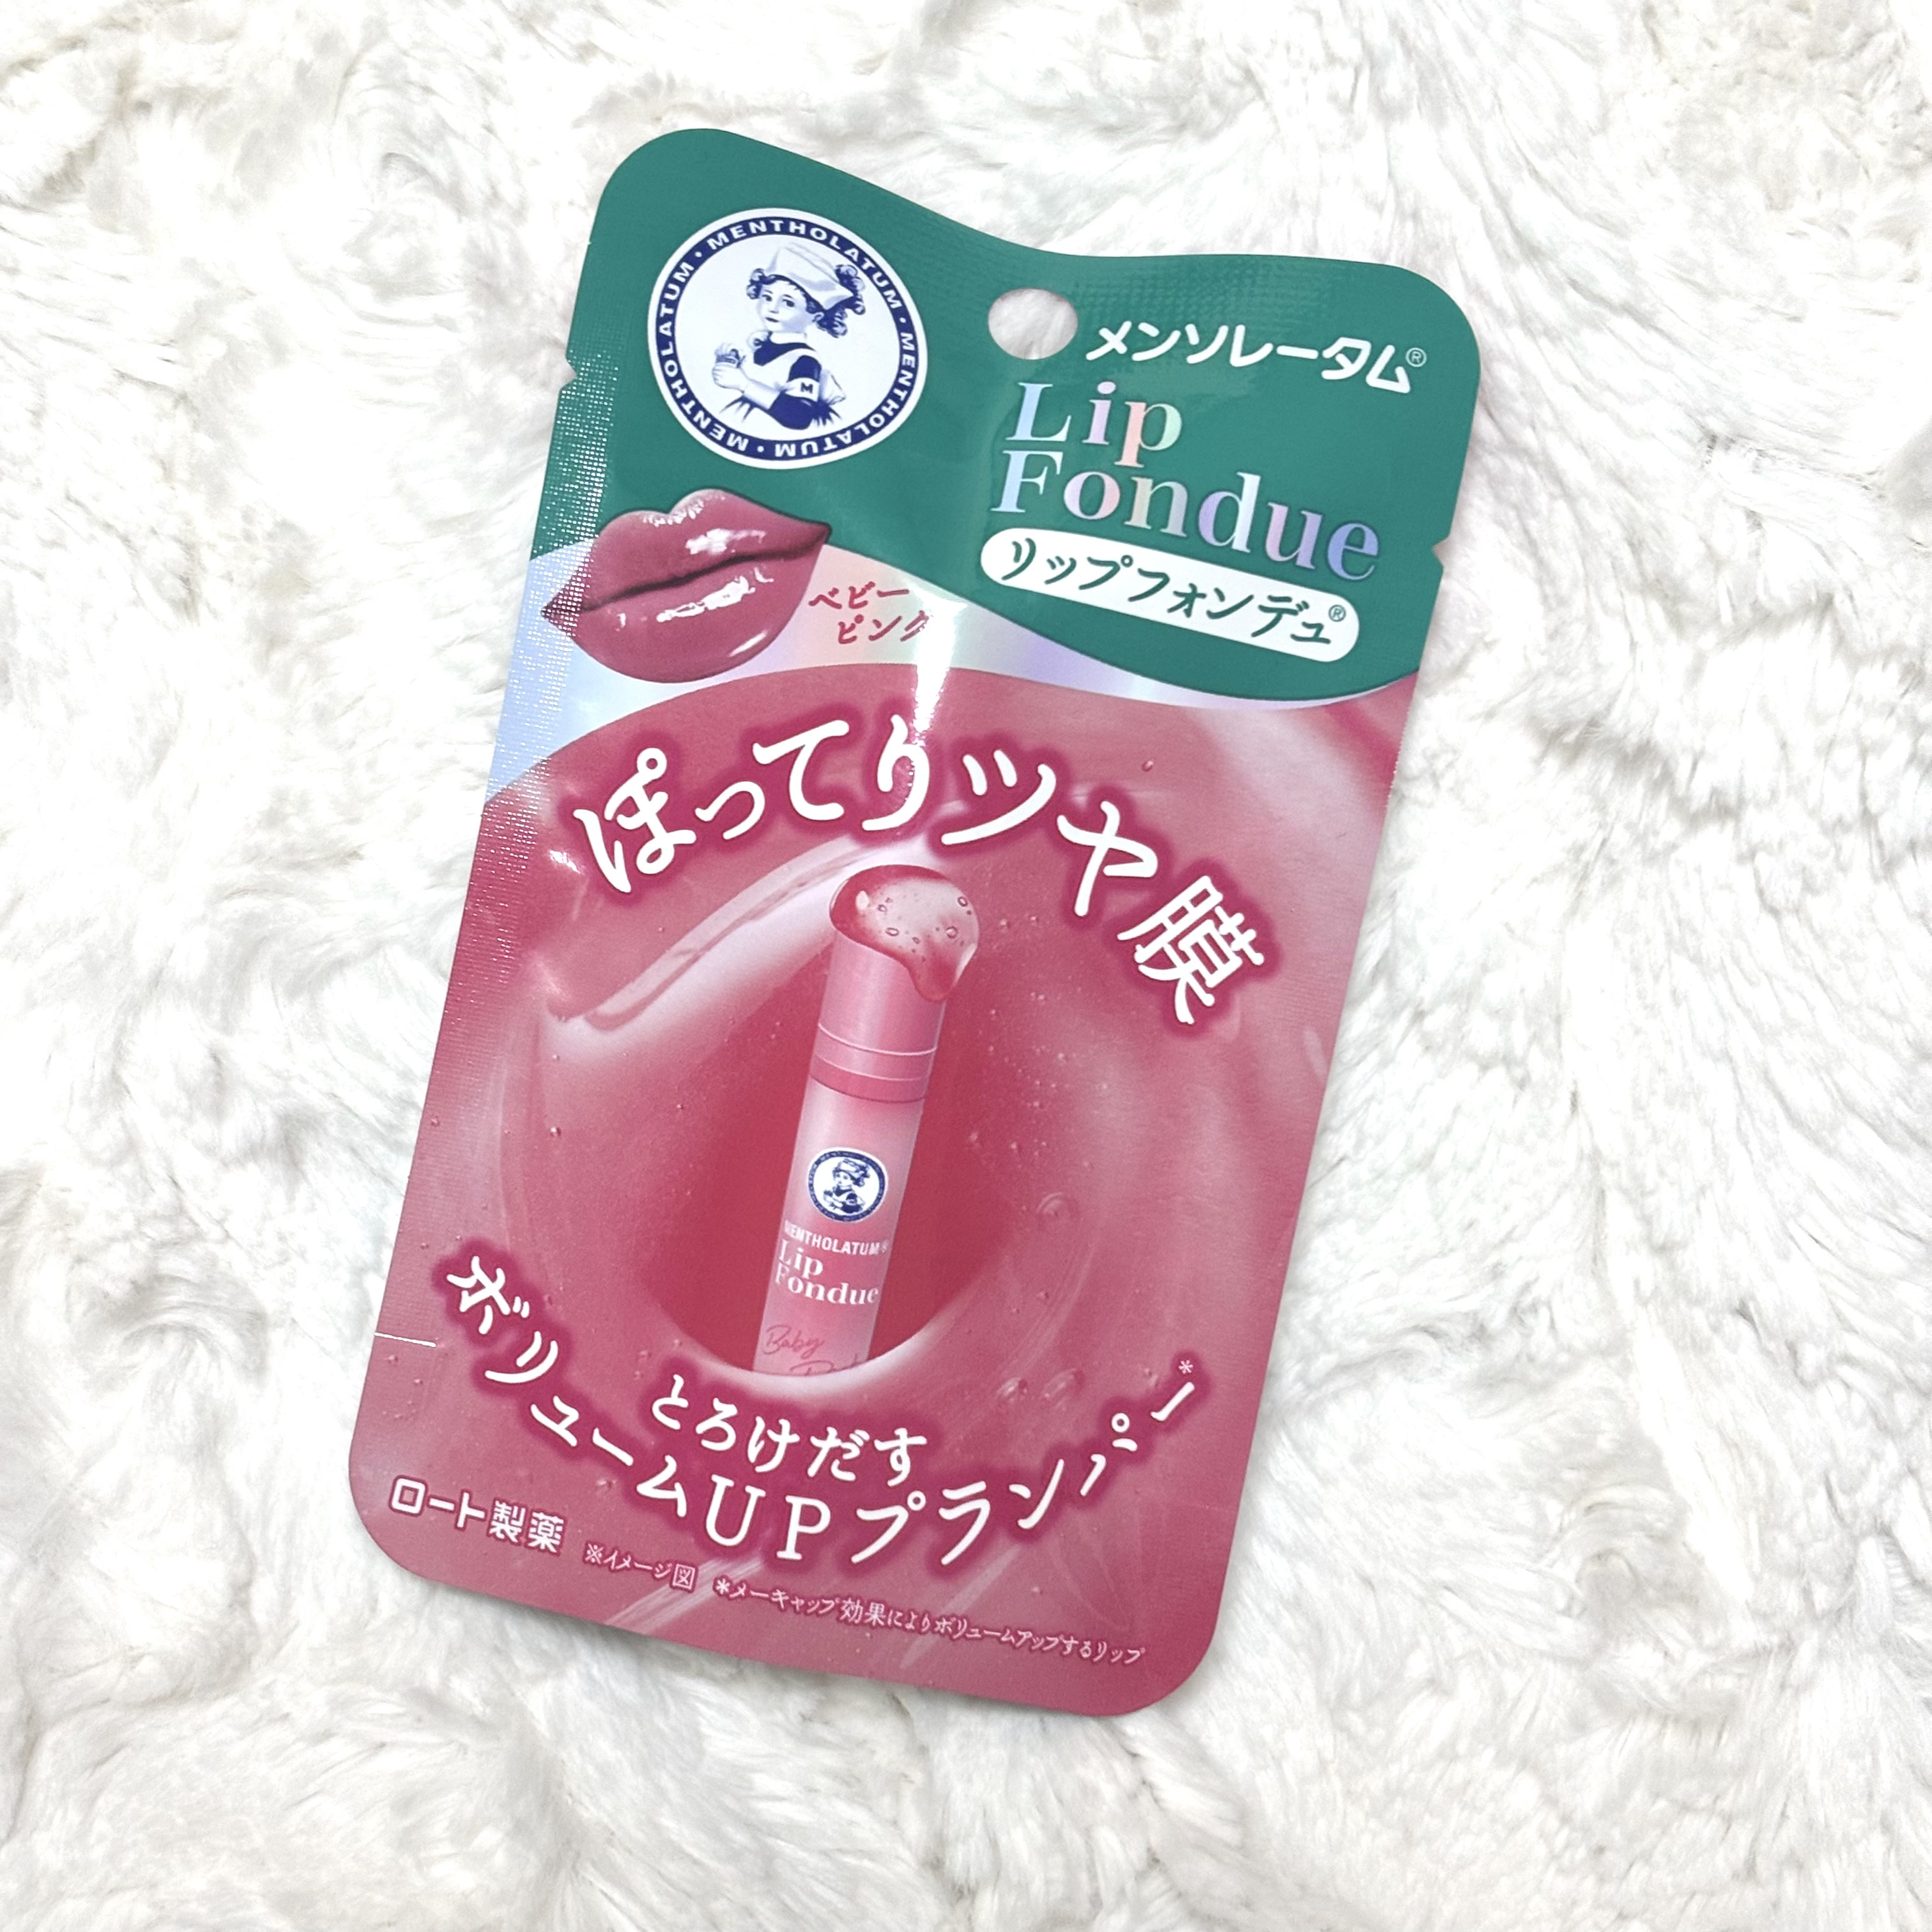 MENTHOLATUM・MENTHOLATUM・MENTHOLATUM・MENTHOLATUM・
M
メンソレータム®
Lip
Fondue
リップフォンデュ®
ベビー
ピンク
ぽってりツヤ膜
MENTHOLATUM®
Lip
Fondue
Baby
とろけだす
ボリュームUPプランパー*
ロート製薬
※イメージ図
*メーキャップ効果によりボリュームアップするリップ